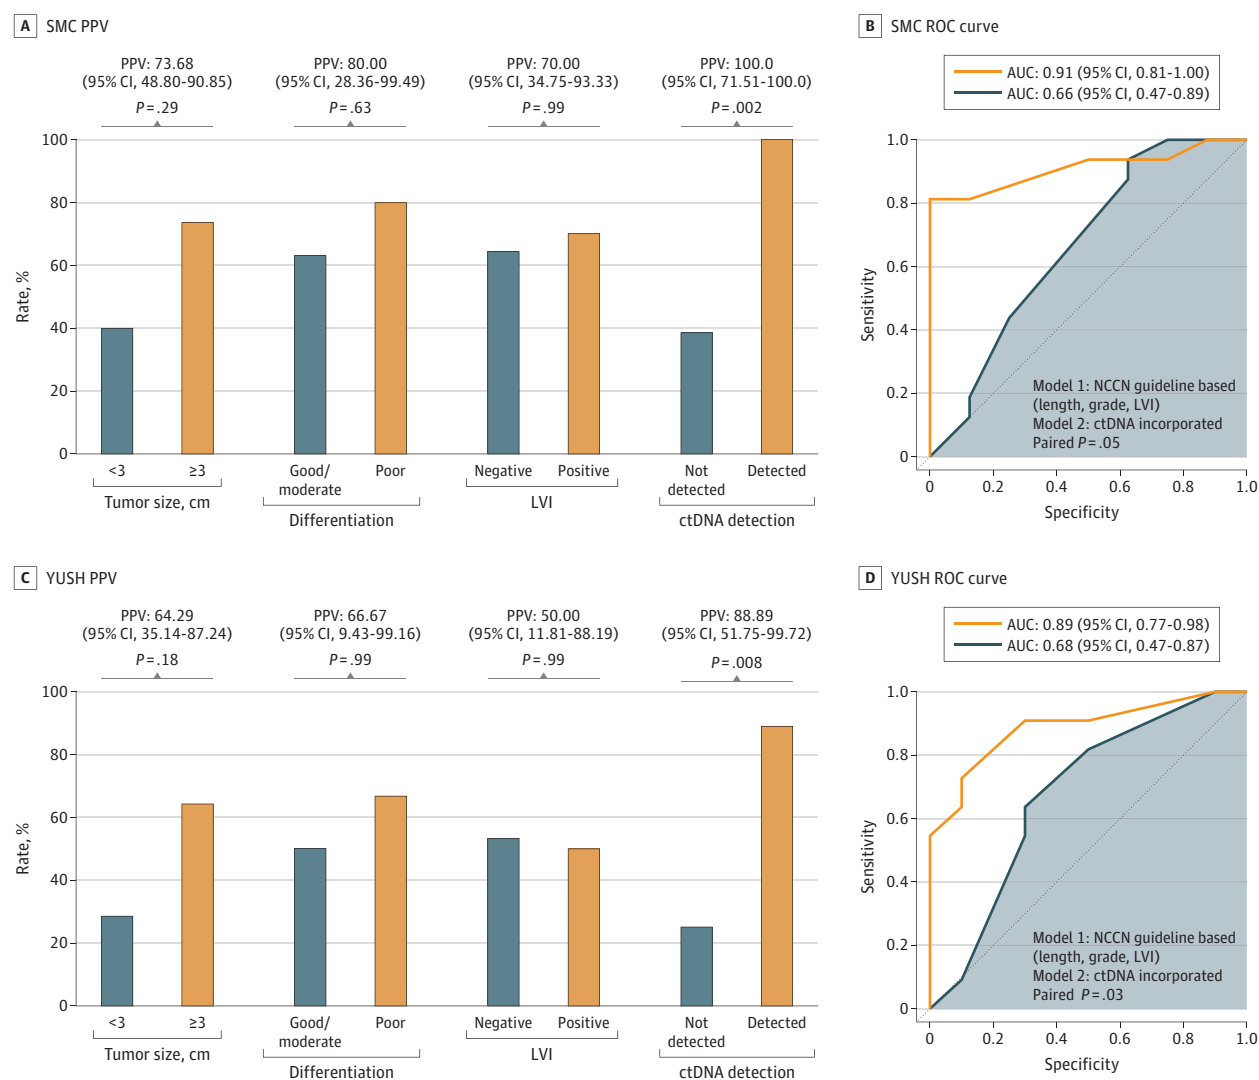 A SMC PPV
PPV: 73.68
(95% CI, 48.80-90.85)
P = .29
PPV: 80.00
(95% CI, 28.36-99.49)
P = .63
PPV: 70.00
(95% CI, 34.75-93.33)
P = .99
PPV: 100.0
(95% CI, 71.51-100.0)
P = .002
100
80
60
40
20
0
Rate, %
<3
≥3
Tumor size, cm
Good/
moderate
Poor
Differentiation
Negative
Positive
LVI
Not
detected
Detected
ctDNA detection
B SMC ROC curve
AUC: 0.91 (95% CI, 0.81-1.00)
AUC: 0.66 (95% CI, 0.47-0.89)
1.0
0.8
0.6
0.4
0.2
0
Sensitivity
Model 1: NCCN guideline based
(length, grade, LVI)
Model 2: ctDNA incorporated
Paired P = .05
0
0.2
0.4
0.6
0.8
1.0
Specificity
C YUSH PPV
PPV: 64.29
(95% CI, 35.14-87.24)
P = .18
PPV: 66.67
(95% CI, 9.43-99.16)
P = .99
PPV: 50.00
(95% CI, 11.81-88.19)
P = .99
PPV: 88.89
(95% CI, 51.75-99.72)
P = .008
100
80
60
40
20
0
Rate, %
<3
≥3
Tumor size, cm
Good/
moderate
Poor
Differentiation
Negative
Positive
LVI
Not
detected
Detected
ctDNA detection
D YUSH ROC curve
AUC: 0.89 (95% CI, 0.77-0.98)
AUC: 0.68 (95% CI, 0.47-0.87)
1.0
0.8
0.6
0.4
0.2
0
Sensitivity
Model 1: NCCN guideline based
(length, grade, LVI)
Model 2: ctDNA incorporated
Paired P = .03
0
0.2
0.4
0.6
0.8
1.0
Specificity